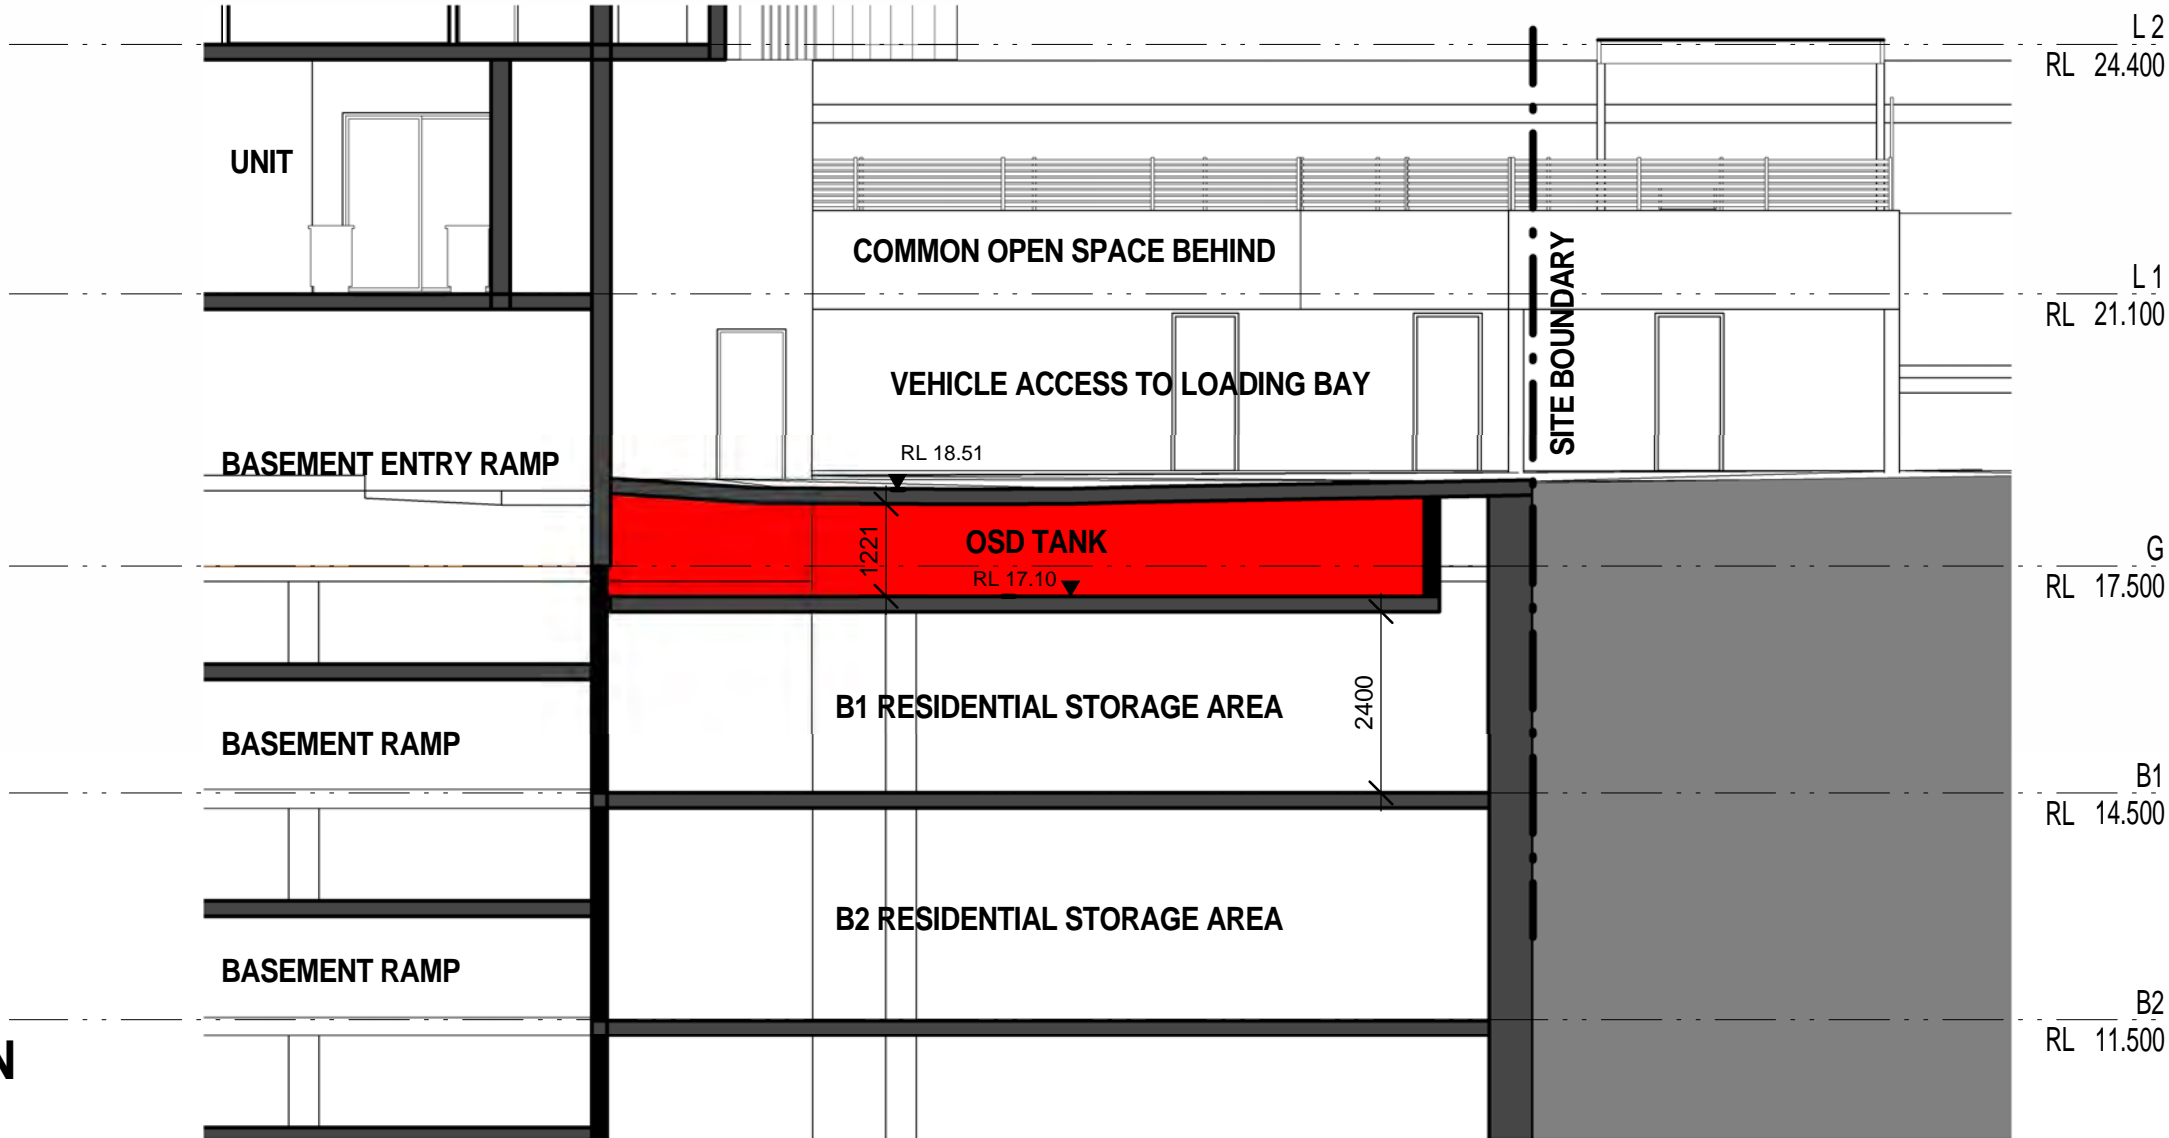 L 2
RL 24.400
UNIT
COMMON OPEN SPACE BEHIND
SITE BOUNDARY
L 1
RL 21.100
VEHICLE ACCESS TO LOADING BAY
BASEMENT ENTRY RAMP
RL 18.51
1221
OSD TANK
RL 17.10
G
RL 17.500
B1 RESIDENTIAL STORAGE AREA
2400
BASEMENT RAMP
B1
RL 14.500
B2 RESIDENTIAL STORAGE AREA
BASEMENT RAMP
B2
RL 11.500
N